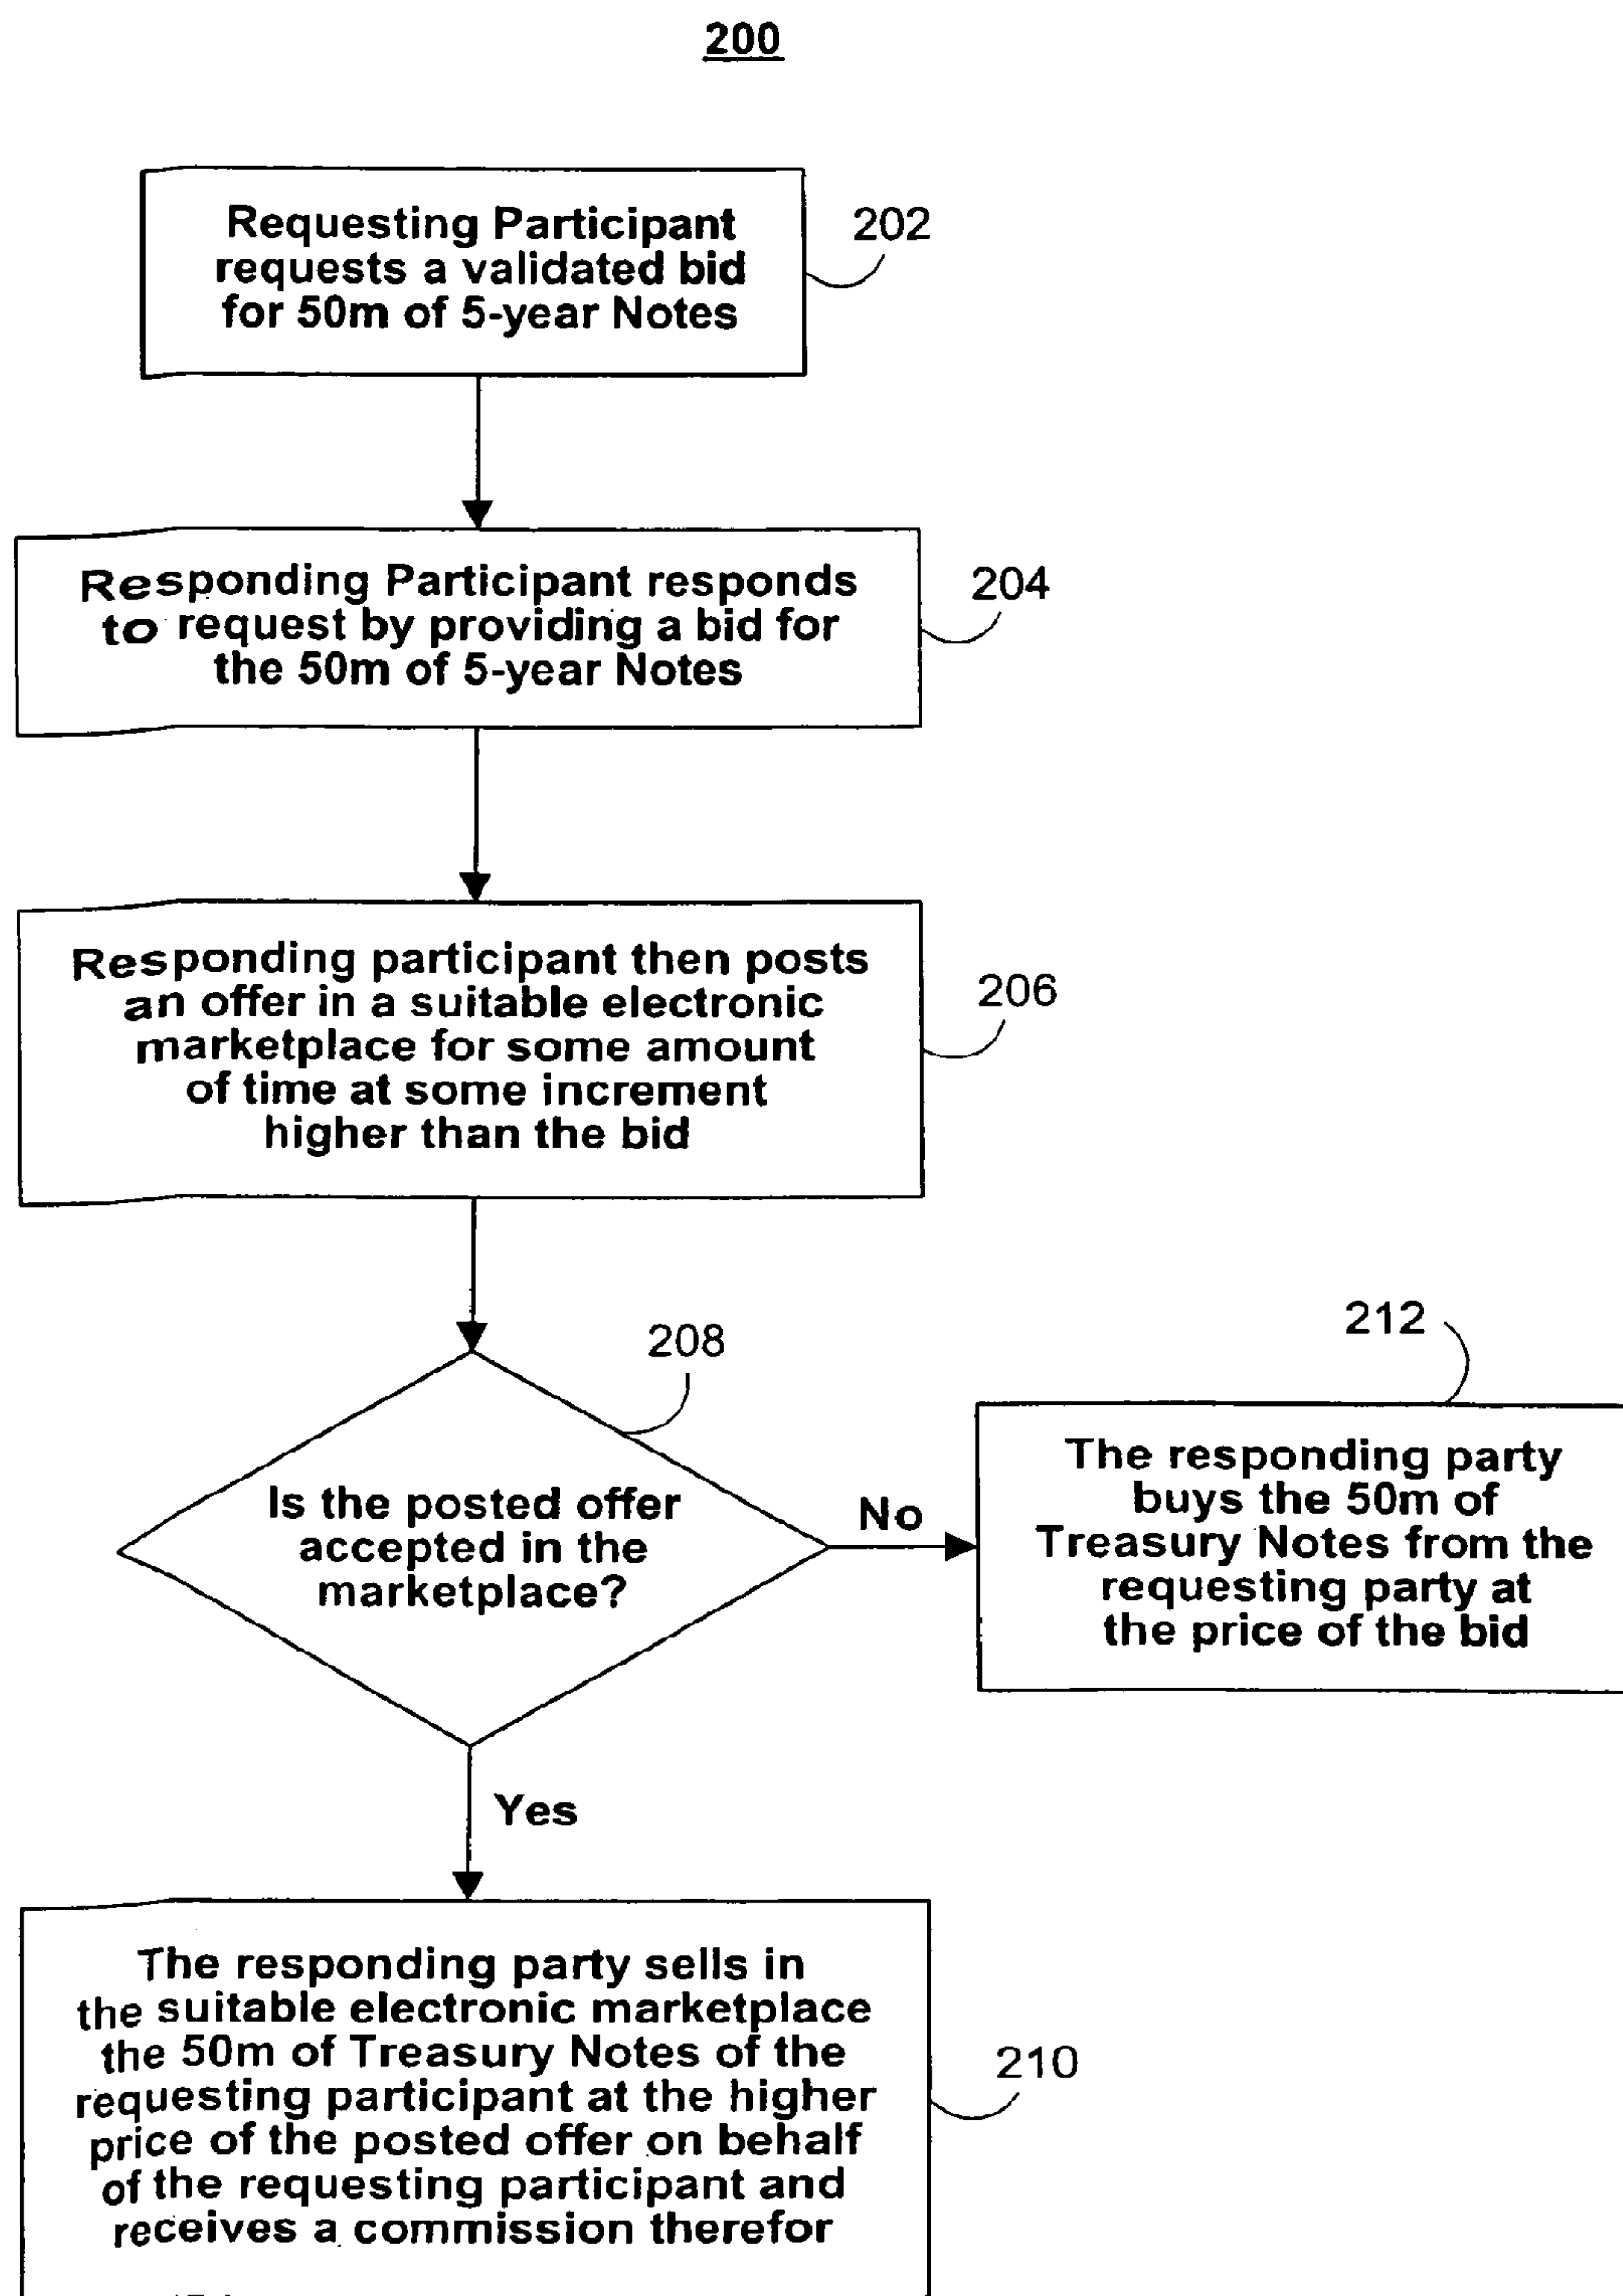 200
Requesting Participant
requests a validated bid
for 50m of 5-year Notes
202
Responding Participant responds
to request by providing a bid for
the 50m of 5-year Notes
204
Responding participant then posts
an offer in a suitable electronic
marketplace for some amount
of time at some increment
higher than the bid
206
208
Is the posted offer
accepted in the
marketplace?
No
212
The responding party
buys the 50m of
Treasury Notes from the
requesting party at
the price of the bid
Yes
The responding party sells in
the suitable electronic marketplace
the 50m of Treasury Notes of the
requesting participant at the higher
price of the posted offer on behalf
of the requesting participant and
receives a commission therefor
210